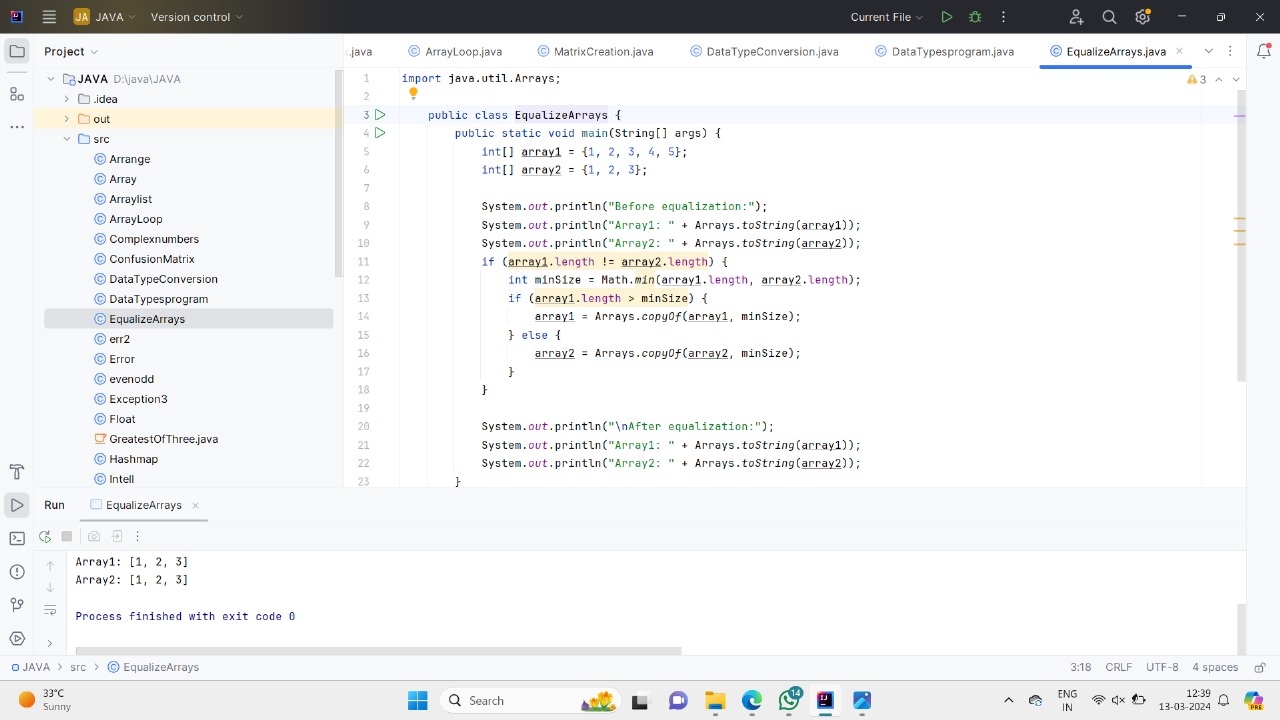 JA JAVA Version control Current File
Project
.java ArrayLoop.java MatrixCreation.java DataTypeConversion.java DataTypesprogram.java EqualizeArrays.java
JAVA D:\java\JAVA
.idea
out
src
Arrange
Array
Arraylist
ArrayLoop
Complexnumbers
ConfusionMatrix
DataTypeConversion
DataTypesprogram
EqualizeArrays
err2
Error
evenodd
Exception3
Float
GreatestOfThree.java
Hashmap
Intell
3
1 import java.util.Arrays;
2
3 public class EqualizeArrays {
4 public static void main(String[] args) {
5 int[] array1 = {1, 2, 3, 4, 5};
6 int[] array2 = {1, 2, 3};
7
8 System.out.println("Before equalization:");
9 System.out.println("Array1: " + Arrays.toString(array1));
10 System.out.println("Array2: " + Arrays.toString(array2));
11 if (array1.length != array2.length) {
12 int minSize = Math.min(array1.length, array2.length);
13 if (array1.length > minSize) {
14 array1 = Arrays.copyOf(array1, minSize);
15 } else {
16 array2 = Arrays.copyOf(array2, minSize);
17 }
18 }
19
20 System.out.println("\nAfter equalization:");
21 System.out.println("Array1: " + Arrays.toString(array1));
22 System.out.println("Array2: " + Arrays.toString(array2));
23 }
Run EqualizeArrays
Array1: [1, 2, 3]
Array2: [1, 2, 3]
Process finished with exit code 0
JAVA > src > EqualizeArrays 3:18 CRLF UTF-8 4 spaces
33°C
Sunny
Search
14
ENG
IN
12:39
13-03-2024
PRE